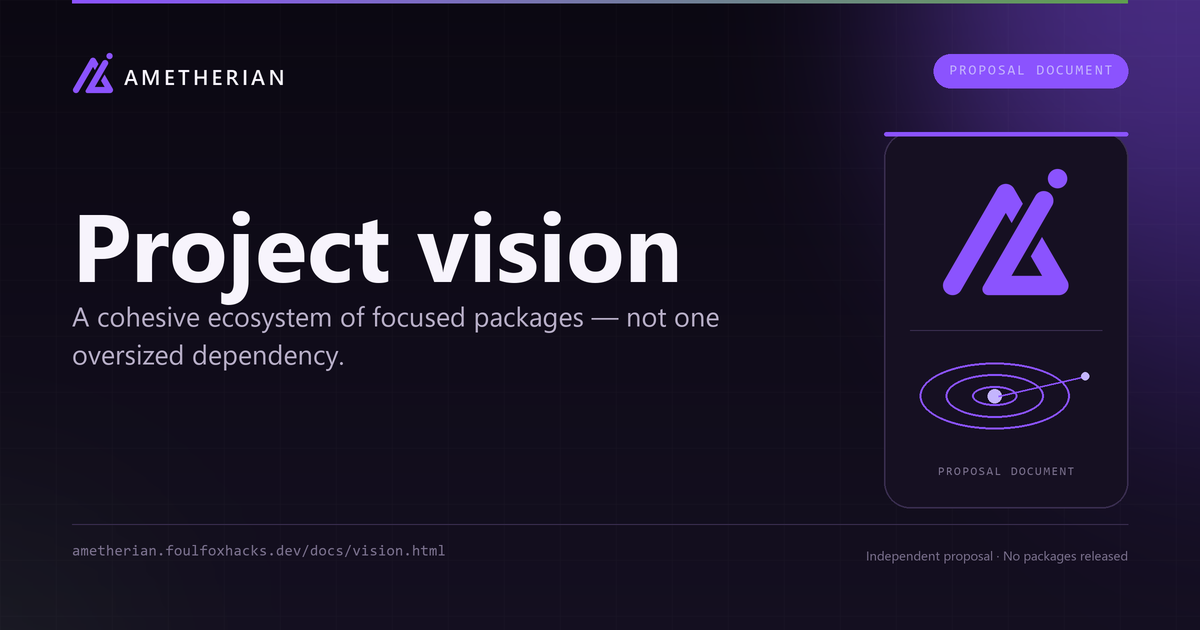 AMETHERIAN
PROPOSAL DOCUMENT
Project vision
A cohesive ecosystem of focused packages — not one
oversized dependency.
PROPOSAL DOCUMENT
ametherian.foulfoxhacks.dev/docs/vision.html
Independent proposal · No packages released